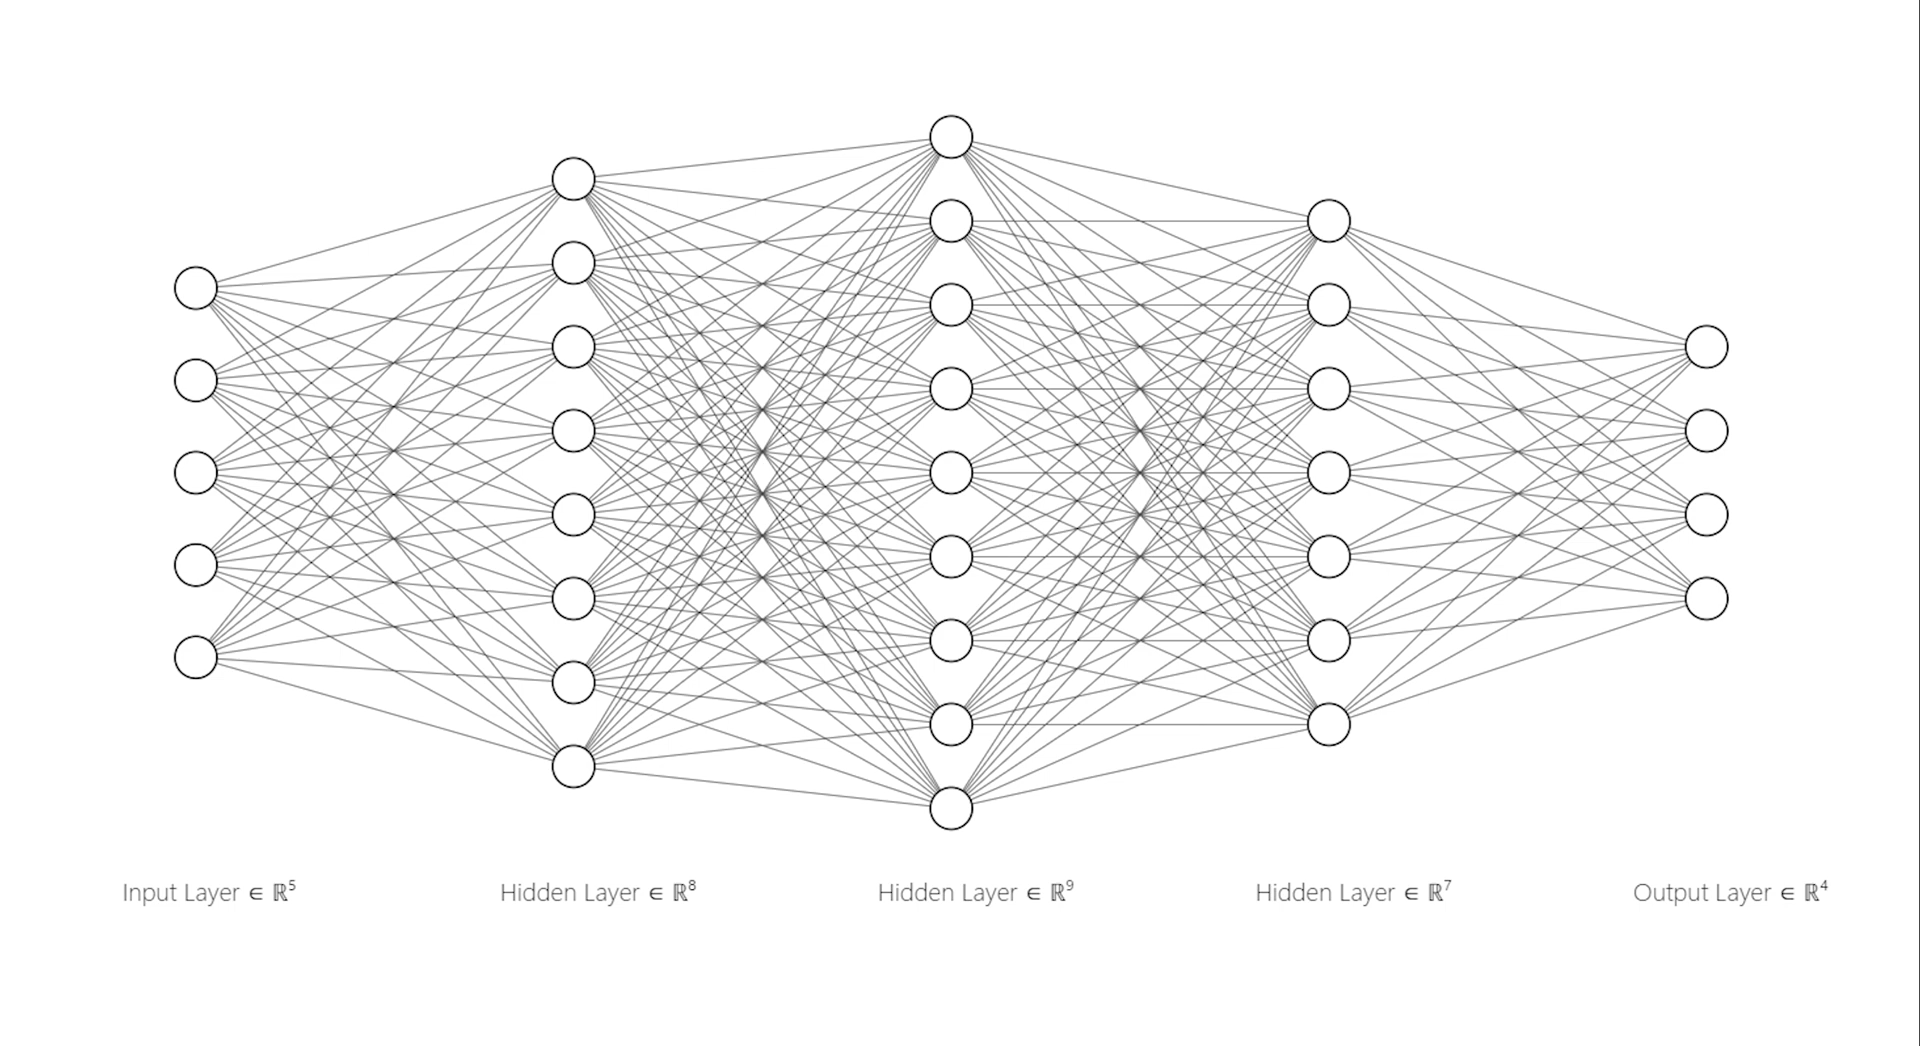 Input Layer ∈ ℝ⁵ Hidden Layer ∈ ℝ⁸ Hidden Layer ∈ ℝ⁹ Hidden Layer ∈ ℝ⁷ Output Layer ∈ ℝ⁴